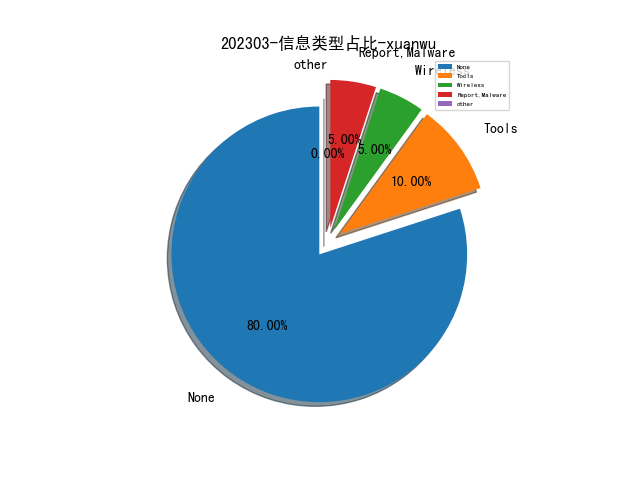 202303-信息类型占比-xuanwu
Report,Malware
other
Wireless
None
Tools
Wireless
Report,Malware
other
Tools
5.00%
0.00%
5.00%
10.00%
80.00%
None